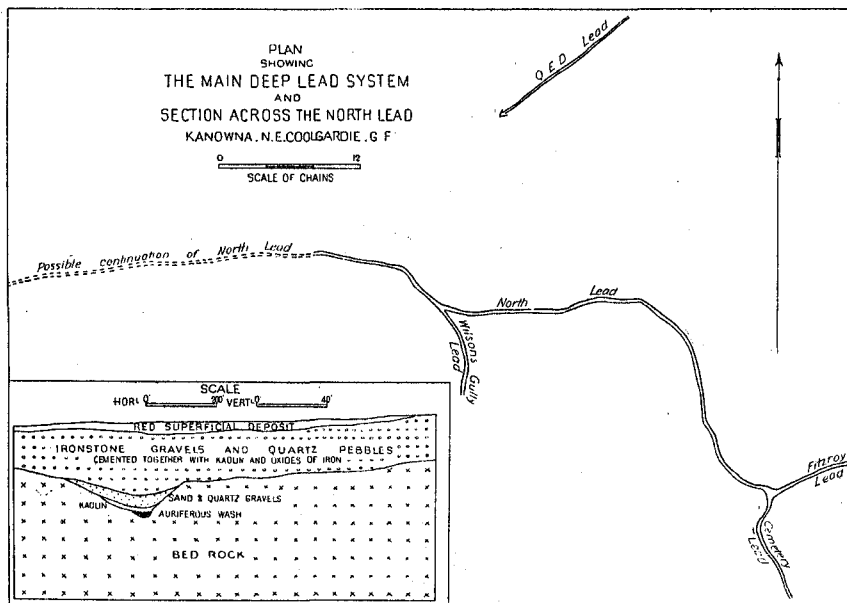 PLAN
SHOWING
THE MAIN DEEP LEAD SYSTEM
AND
SECTION ACROSS THE NORTH LEAD
KANOWNA. N.E. COOLGARDIE. G F
0 12
SCALE OF CHAINS
Q.E.D Lead
Possible continuation of North Lead
North Lead
Wilsons Gully
Lead
Fitzroy
Lead
Cemetery
Lead
SCALE
HORL 0' 200' VERTL 0' 40'
RED SUPERFICIAL DEPOSIT
IRONSTONE GRAVELS AND QUARTZ PEBBLES
CEMENTED TOGETHER WITH KAOLIN AND OXIDES OF IRON
SAND & QUARTZ GRAVELS
KAOLIN
AURIFEROUS WASH
BED ROCK